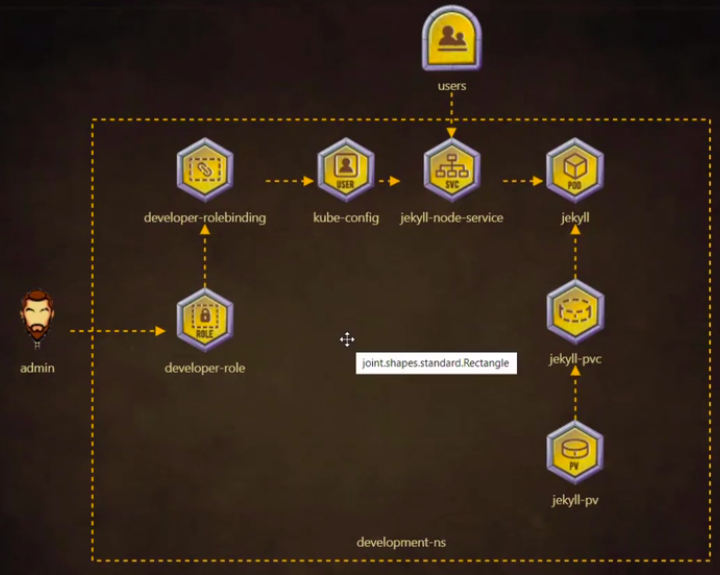 users
USER
SVC
POD
developer-rolebinding
kube-config
jekyll-node-service
jekyll
ROLE
admin
developer-role
joint.shapes.standard.Rectangle
jekyll-pvc
PV
jekyll-pv
development-ns